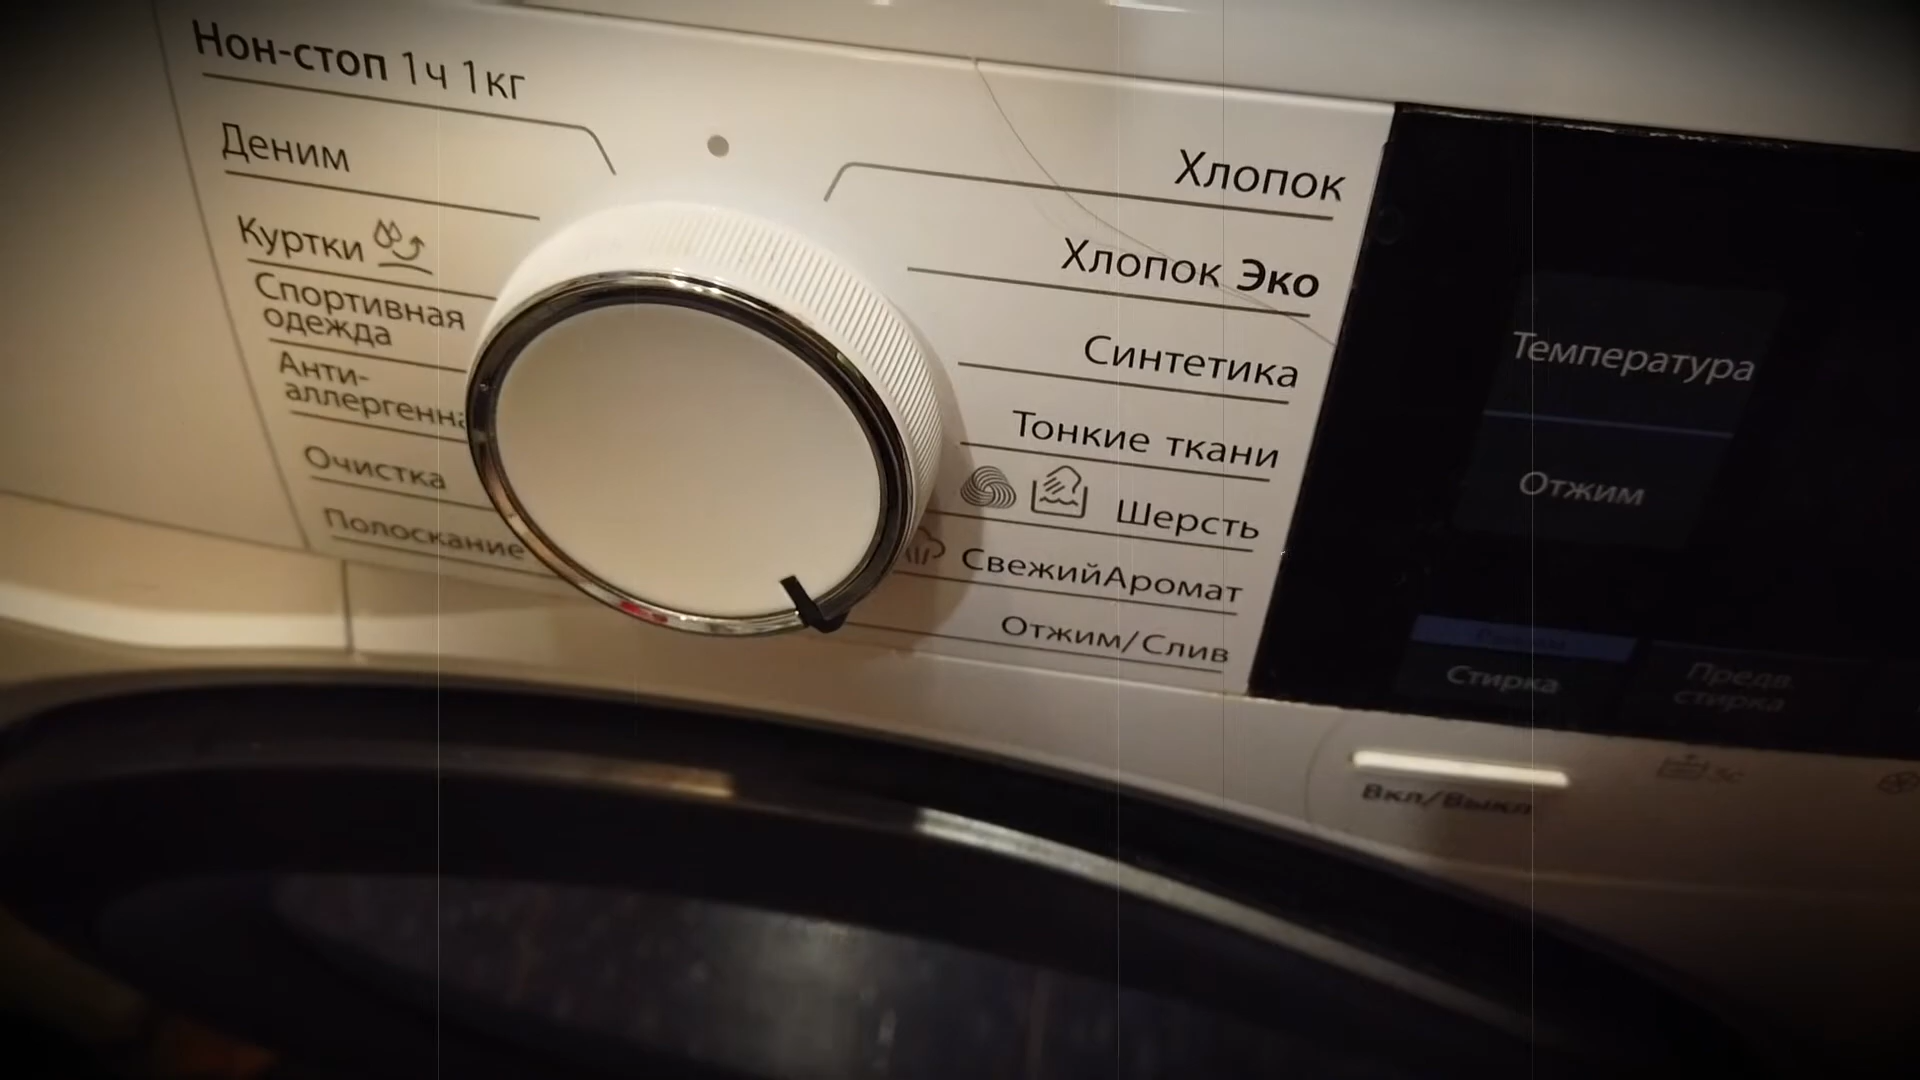 Нон-стоп 1ч 1кг
Деним
Куртки
Спортивная
одежда
Анти-
аллергенна
Очистка
Полоскание
Хлопок
Хлопок Эко
Синтетика
Тонкие ткани
Шерсть
СвежийАромат
Отжим/Слив
Температура
Отжим
Стирка
Предв.
стирка
Вкл/Выкл